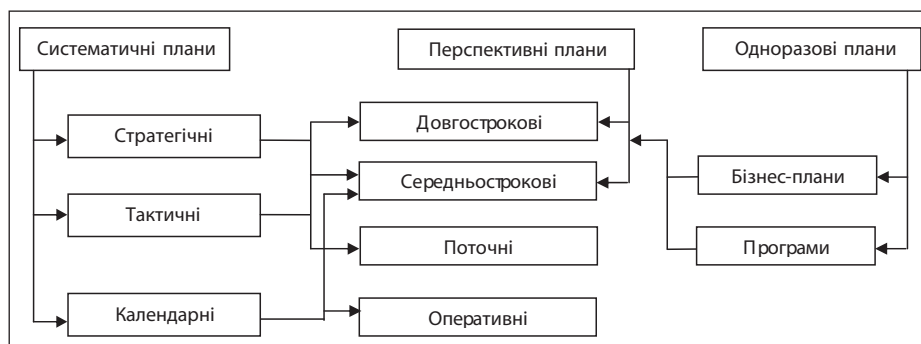 Систематичні плани
Перспективні плани
Одноразові плани
Стратегічні
Довгострокові
Середньострокові
Бізнес-плани
Тактичні
Поточні
Програми
Календарні
Оперативні